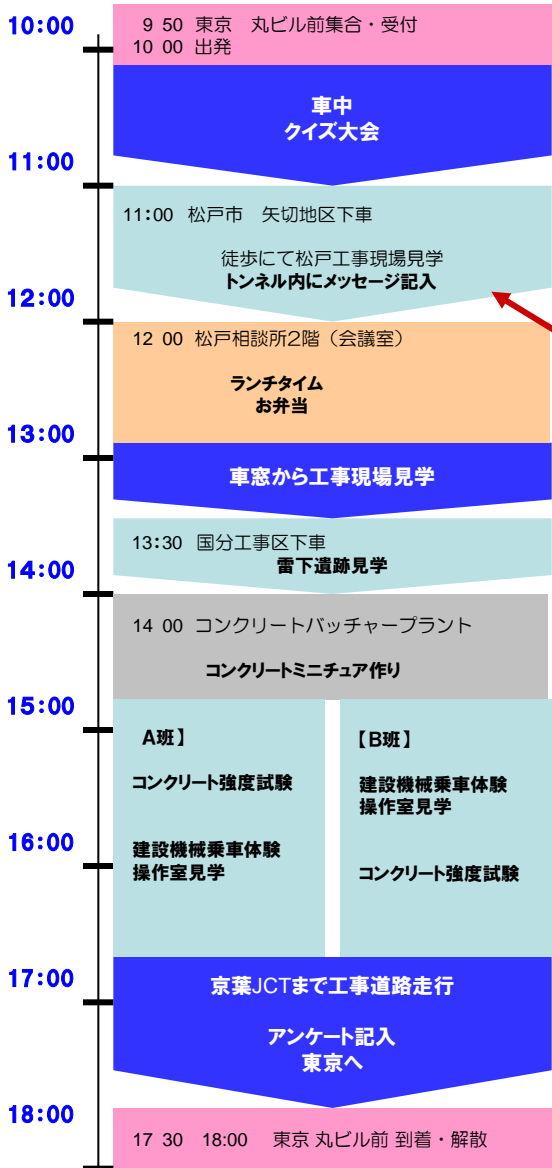 10:00
9 50 東京 丸ビル前集合・受付
10 00 出発
車中
クイズ大会
11:00
11:00 松戸市 矢切地区下車
徒歩にて松戸工事現場見学
トンネル内にメッセージ記入
12:00
12 00 松戸相談所2階（会議室）
ランチタイム
お弁当
13:00
車窓から工事現場見学
13:30 国分工事区下車
雷下遺跡見学
14:00
14 00 コンクリートバッチャープラント
コンクリートミニチュア作り
15:00
A班】
コンクリート強度試験
建設機械乗車体験
操作室見学
【B班】
建設機械乗車体験
操作室見学
コンクリート強度試験
16:00
17:00
京葉JCTまで工事道路走行
アンケート記入
東京へ
18:00
17 30 18:00 東京 丸ビル前 到着・解散